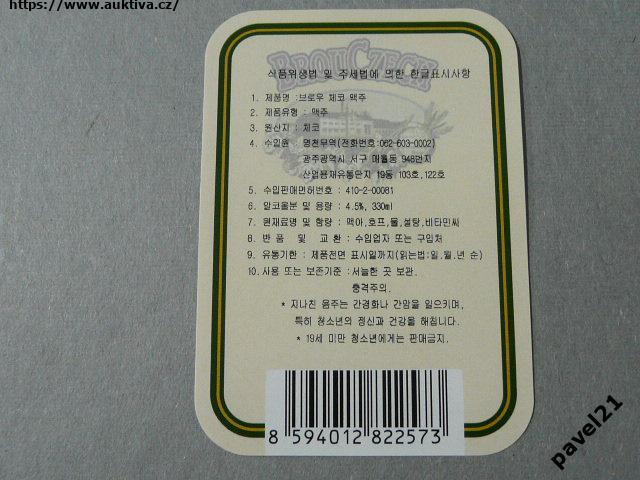 https://www.auktiva.cz/
BROUCZECH
식품위생법 및 주세법에 의한 한글표시사항
1. 제품명 :브로우 체코 맥주
2. 제품유형 : 맥주
3. 원산지 : 체코
4. 수입원 : 명천무역(전화번호:062-603-0002)
광주광역시 서구 매월동 948번지
산업용재유통단지 19동 103호,122호
5. 수입판매면허번호 : 410-2-00081
6. 알코올분 및 용량 : 4.5%, 330ml
7. 원재료명 및 함량 : 맥아,호프,물,설탕,비타민씨
8. 반 품 및 교 환 : 수입업자 또는 구입처
9. 유통기한 : 제품전면 표시일까지(읽는법:일.월.년 순)
10. 사용 또는 보존기준 :서늘한 곳 보관.
충격주의.
* 지나친 음주는 간경화나 간암을 일으키며,
특히 청소년의 정신과 건강을 해칩니다.
* 19세 미만 청소년에게는 판매금지.
8 594012 822573
pavel21